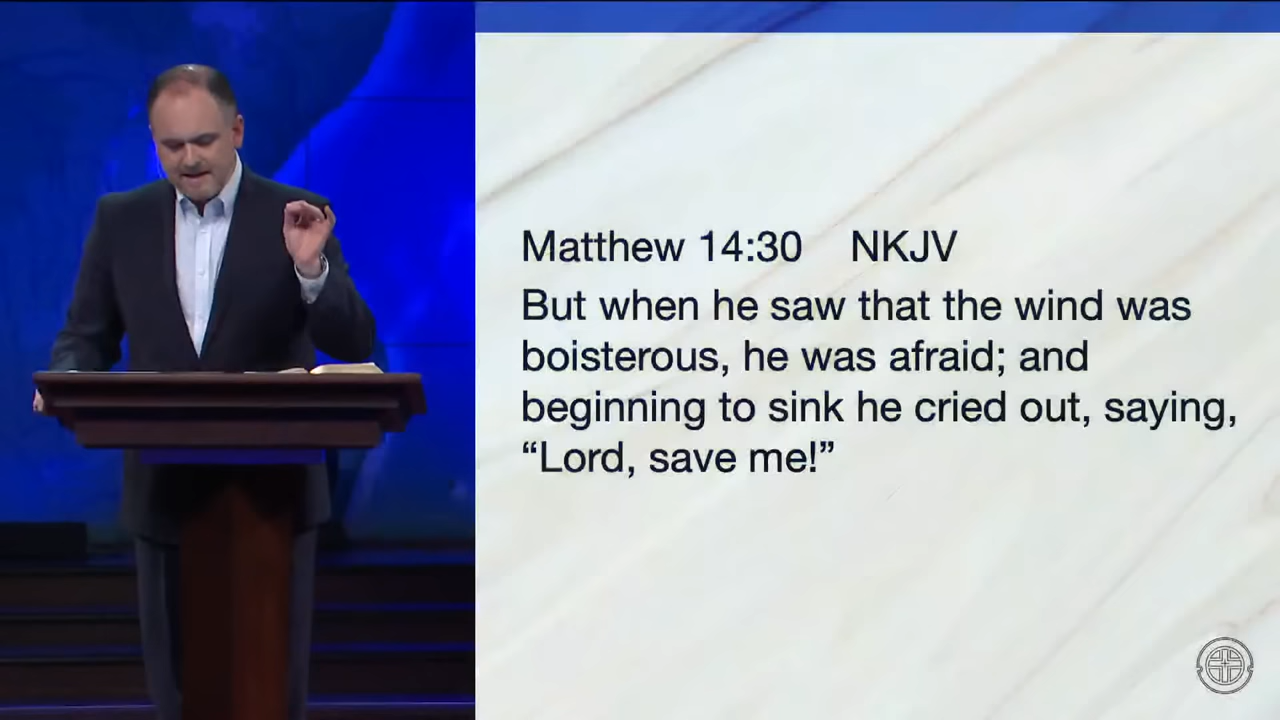 Matthew 14:30 NKJV
But when he saw that the wind was
boisterous, he was afraid; and
beginning to sink he cried out, saying,
“Lord, save me!”